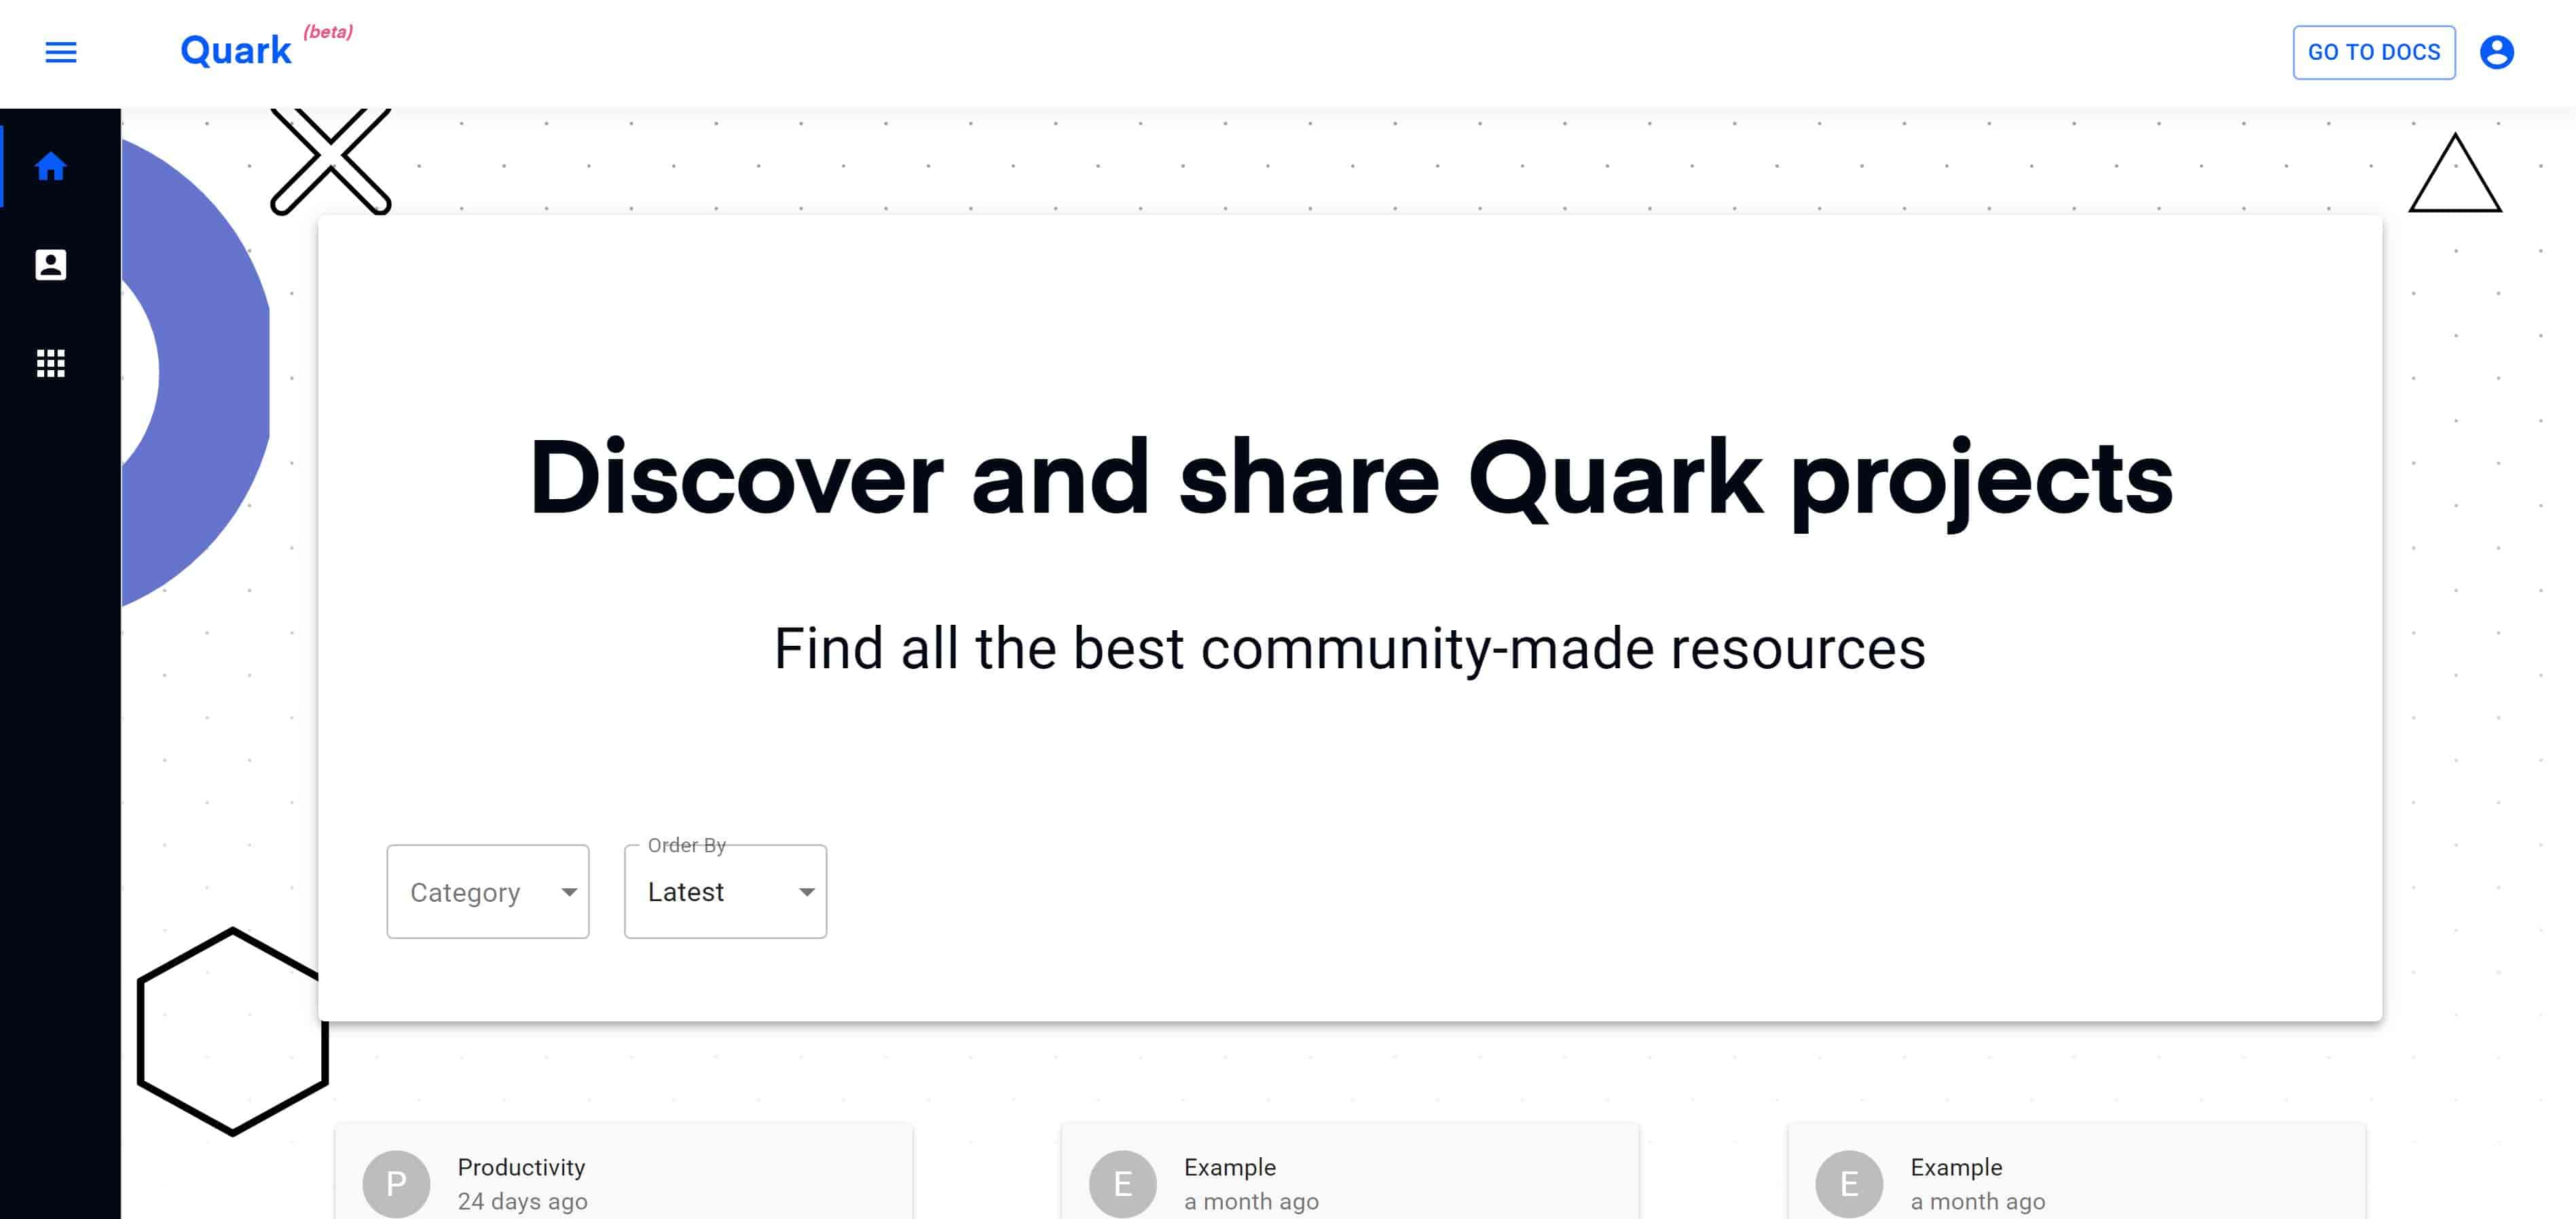 Quark (beta)
GO TO DOCS
Discover and share Quark projects
Find all the best community-made resources
Category
Order By
Latest
P
Productivity
24 days ago
E
Example
a month ago
E
Example
a month ago